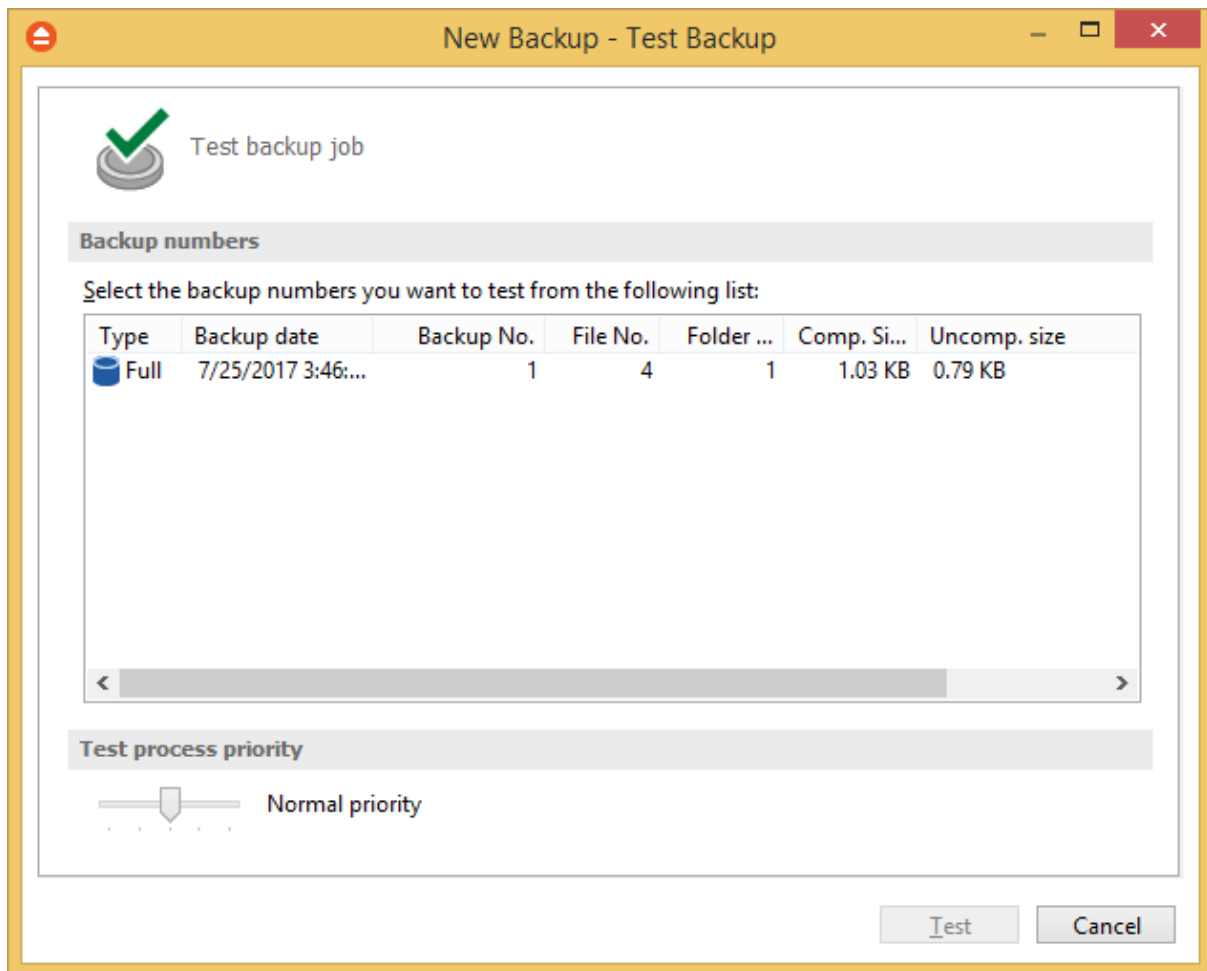 New Backup - Test Backup
Test backup job
Backup numbers
Select the backup numbers you want to test from the following list:
Type Backup date Backup No. File No. Folder ... Comp. Si... Uncomp. size
Full 7/25/2017 3:46:... 1 4 1 1.03 KB 0.79 KB
Test process priority
Normal priority
Test Cancel